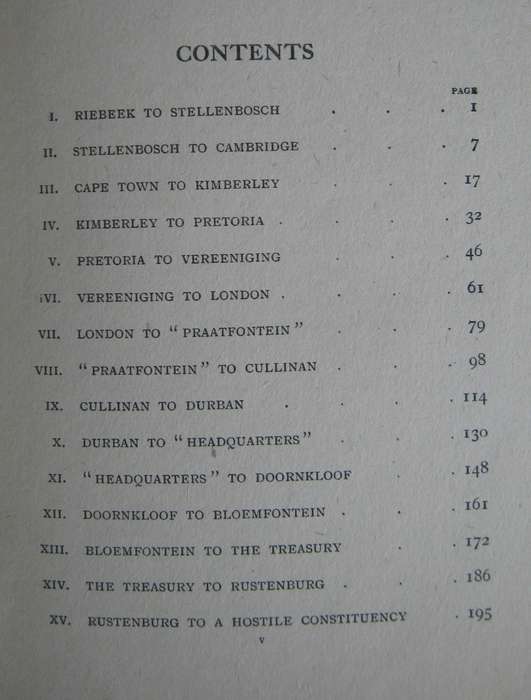 CONTENTS
PAGE
I. RIEBEEK TO STELLENBOSCH . . . 1
II. STELLENBOSCH TO CAMBRIDGE . . . 7
III. CAPE TOWN TO KIMBERLEY . . . 17
IV. KIMBERLEY TO PRETORIA . . . . 32
V. PRETORIA TO VEREENIGING . . . 46
VI. VEREENIGING TO LONDON . . . . 61
VII. LONDON TO "PRAATFONTEIN" . . . 79
VIII. "PRAATFONTEIN" TO CULLINAN . . . 98
IX. CULLINAN TO DURBAN . . . . 114
X. DURBAN TO "HEADQUARTERS" . . . 130
XI. "HEADQUARTERS" TO DOORNKLOOF . . 148
XII. DOORNKLOOF TO BLOEMFONTEIN . . . 161
XIII. BLOEMFONTEIN TO THE TREASURY . . 172
XIV. THE TREASURY TO RUSTENBURG . . . 186
XV. RUSTENBURG TO A HOSTILE CONSTITUENCY . 195
v